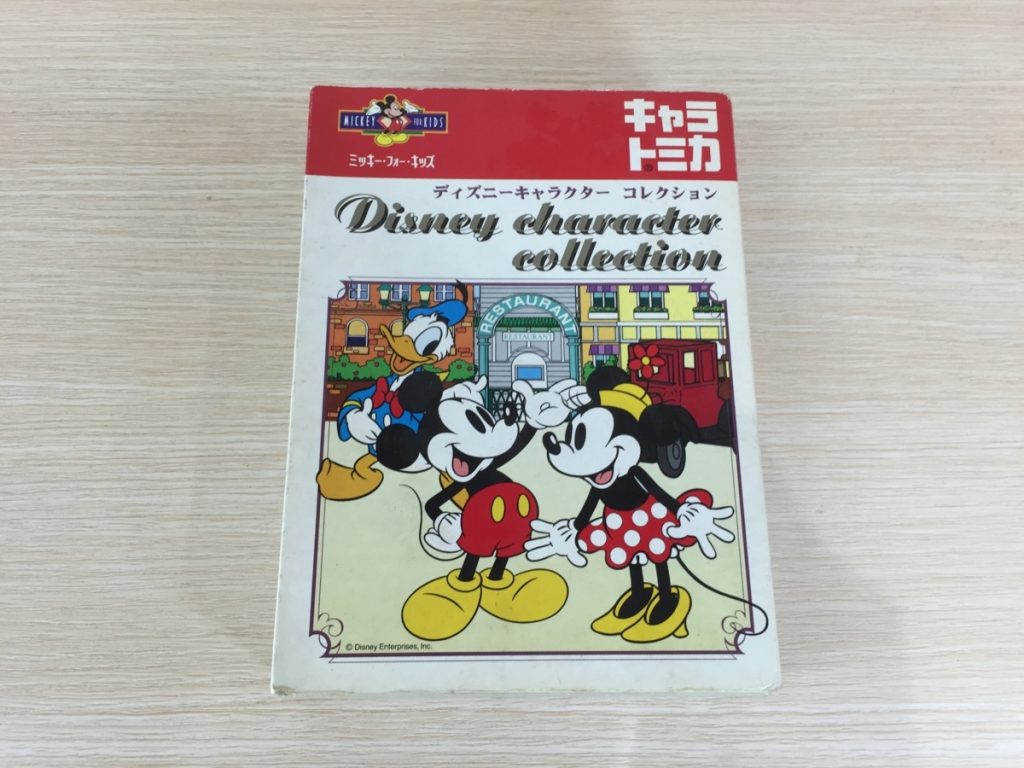 MICKEY FOR KIDS
ミッキー・フォー・キッズ
キャラ
トミカ®
ディズニーキャラクター コレクション
Disney character
collection
RESTAURANT
RESTAURANT
© Disney Enterprises, Inc.